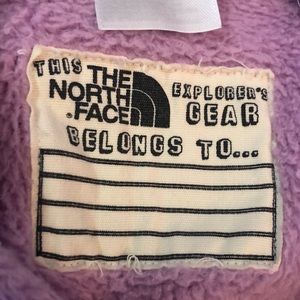 THIS THE NORTH FACE EXPLORER'S GEAR
BELONGS TO...